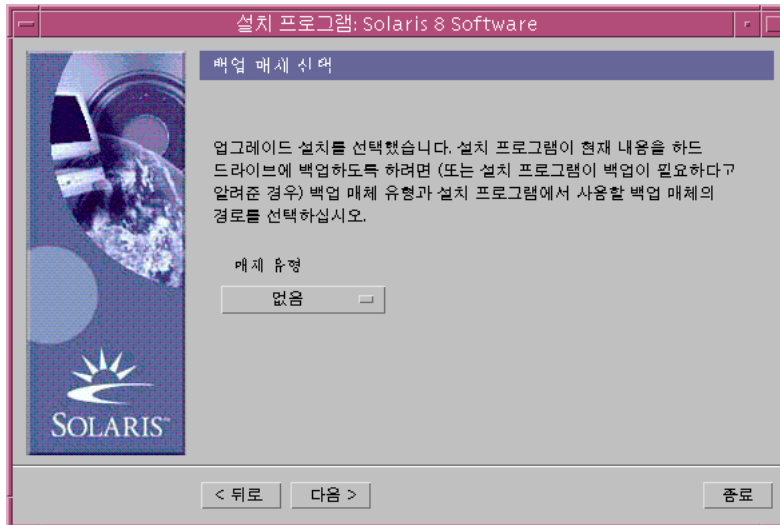 설치 프로그램: Solaris 8 Software
백업 매체 선택
업그레이드 설치를 선택했습니다. 설치 프로그램이 현재 내용을 하드
드라이브에 백업하도록 하려면 (또는 설치 프로그램이 백업이 필요하다고
알려준 경우) 백업 매체 유형과 설치 프로그램에서 사용할 백업 매체의
경로를 선택하십시오.
매체 유형
없음
SOLARIS™
< 뒤로
다음 >
종료